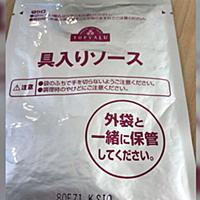 TOPVALU
具入りソース
注意
●袋のふちで手を切らないようご注意ください。
●調理時のやけどにご注意ください。
外袋と
一緒に保管
してください。